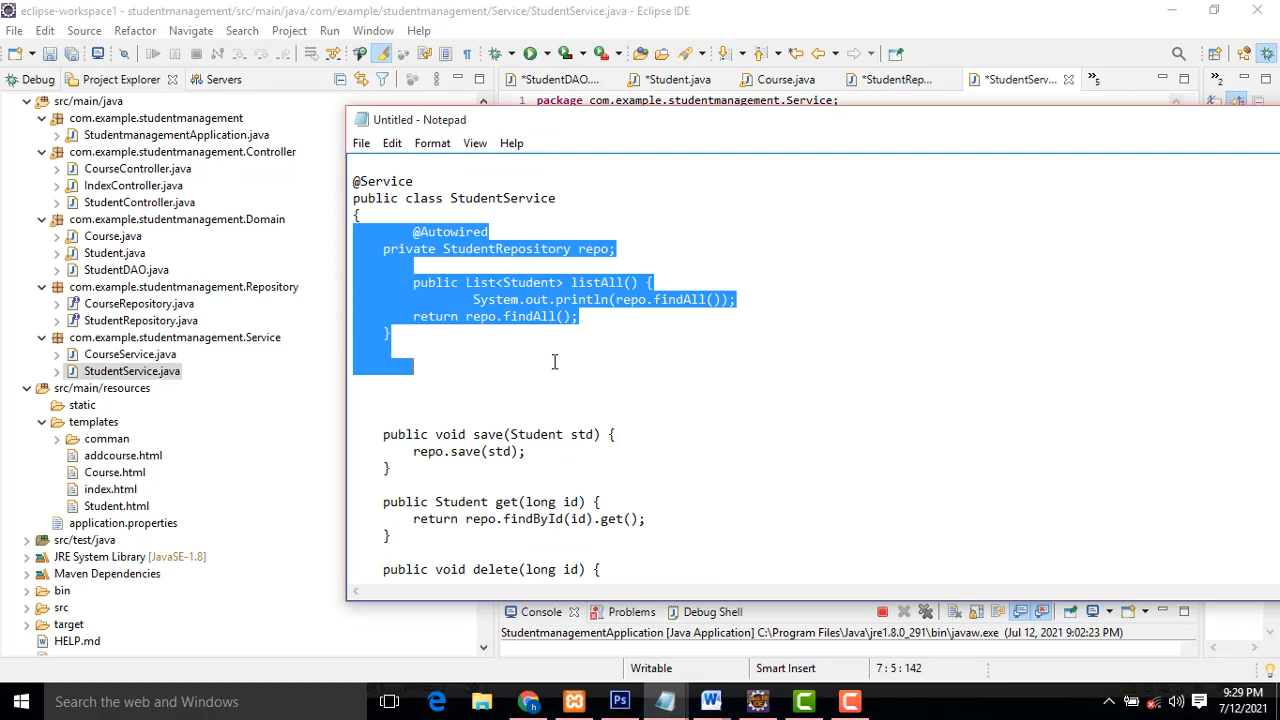 eclipse-workspace1 - studentmanagement/src/main/java/com/example/studentmanagement/Service/StudentService.java - Eclipse IDE
File Edit Source Refactor Navigate Search Project Run Window Help
Debug Project Explorer Servers
*StudentDAO.... *Student.java Course.java *StudentRep... *StudentServ... »5 »2
src/main/java
com.example.studentmanagement
StudentmanagementApplication.java
com.example.studentmanagement.Controller
CourseController.java
IndexController.java
StudentController.java
com.example.studentmanagement.Domain
Course.java
Student.java
StudentDAO.java
com.example.studentmanagement.Repository
CourseRepository.java
StudentRepository.java
com.example.studentmanagement.Service
CourseService.java
StudentService.java
src/main/resources
static
templates
comman
addcourse.html
Course.html
index.html
Student.html
application.properties
src/test/java
JRE System Library [JavaSE-1.8]
Maven Dependencies
bin
src
target
HELP.md
1 package com.example.studentmanagement.Service;
Untitled - Notepad
File Edit Format View Help
@Service
public class StudentService
{
@Autowired
private StudentRepository repo;
public List<Student> listAll() {
System.out.println(repo.findAll());
return repo.findAll();
}
public void save(Student std) {
repo.save(std);
}
public Student get(long id) {
return repo.findById(id).get();
}
public void delete(long id) {
Console Problems Debug Shell
StudentmanagementApplication [Java Application] C:\Program Files\Java\jre1.8.0_291\bin\javaw.exe (Jul 12, 2021 9:02:23 PM)
Writable Smart Insert 7 : 5 : 142
Search the web and Windows
9:29 PM
7/12/2021